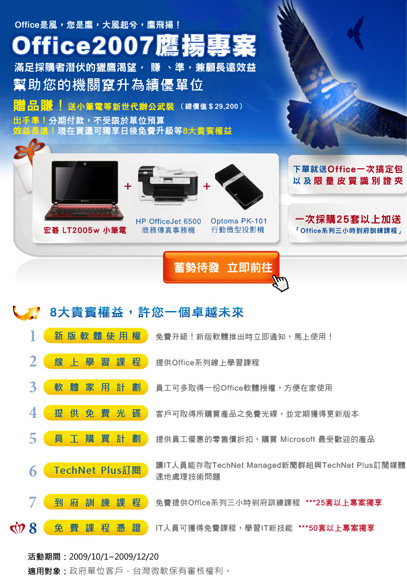 Office是風，您是鷹，大風起兮，鷹飛揚！
Office2007鷹揚專案
滿足採購者潛伏的獵鷹渴望， 賺 、準，兼顧長遠效益
幫助您的機關竄升為績優單位
贈品賺！送小筆電等新世代辦公武裝 （總價值＄29,200）
出手準！分期付款，不受限於單位預算
效益長遠！現在買還可獨享日後免費升級等8大貴賓權益
下單就送Office一次搞定包
以及限量皮質識別證夾
+
+
HP OfficeJet 6500
商務傳真事務機
Optoma PK-101
行動微型投影機
宏碁 LT2005w 小筆電
一次採購25套以上加送
「Office系列三小時到府訓練課程」
蓄勢待發 立即前往
8大貴賓權益，許您一個卓越未來
1 新版軟體使用權 免費升級！新版軟體推出時立即通知，馬上使用！
2 線上學習課程 提供Office系列線上學習課程
3 軟體家用計劃 員工可多取得一份Office軟體授權，方便在家使用
4 提供免費光碟 客戶可取得所購買產品之免費光碟，並定期獲得更新版本
5 員工購買計劃 提供員工優惠的零售價折扣，購買 Microsoft 最受歡迎的產品
6 TechNet Plus訂閱 讓IT人員能存取TechNet Managed新聞群組與TechNet Plus訂閱媒體
速地處理技術問題
7 到府訓練課程 免費提供Office系列三小時到府訓練課程 ***25套以上專案獨享
8 免費課程憑證 IT人員可獲得免費課程，學習IT新技能 ***50套以上專案獨享
活動期間：2009/10/1~2009/12/20
適用對象：政府單位客戶，台灣微軟保有審核權利。